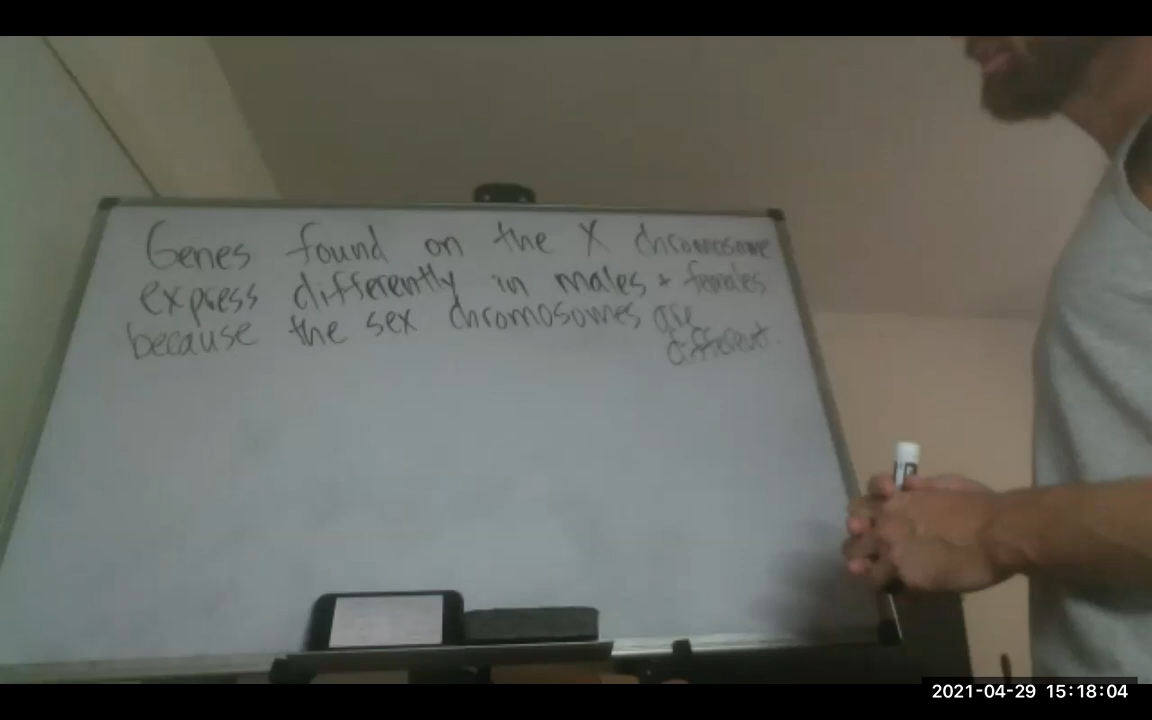 Genes found on the X chromosome
express differently in males + females
because the sex chromosomes are
different.
2021-04-29 15:18:04